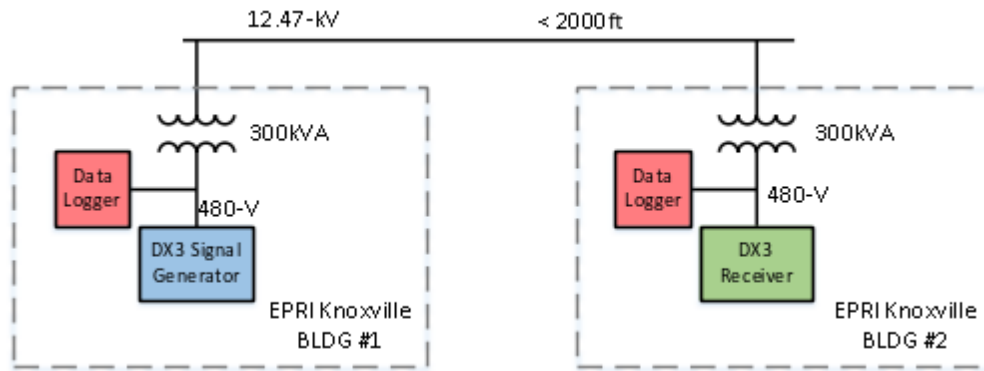 12.47-kV
< 2000ft
300kVA
300kVA
Data
Logger
480-V
DX3 Signal
Generator
EPRI Knoxville
BLDG #1
Data
Logger
480-V
DX3
Receiver
EPRI Knoxville
BLDG #2